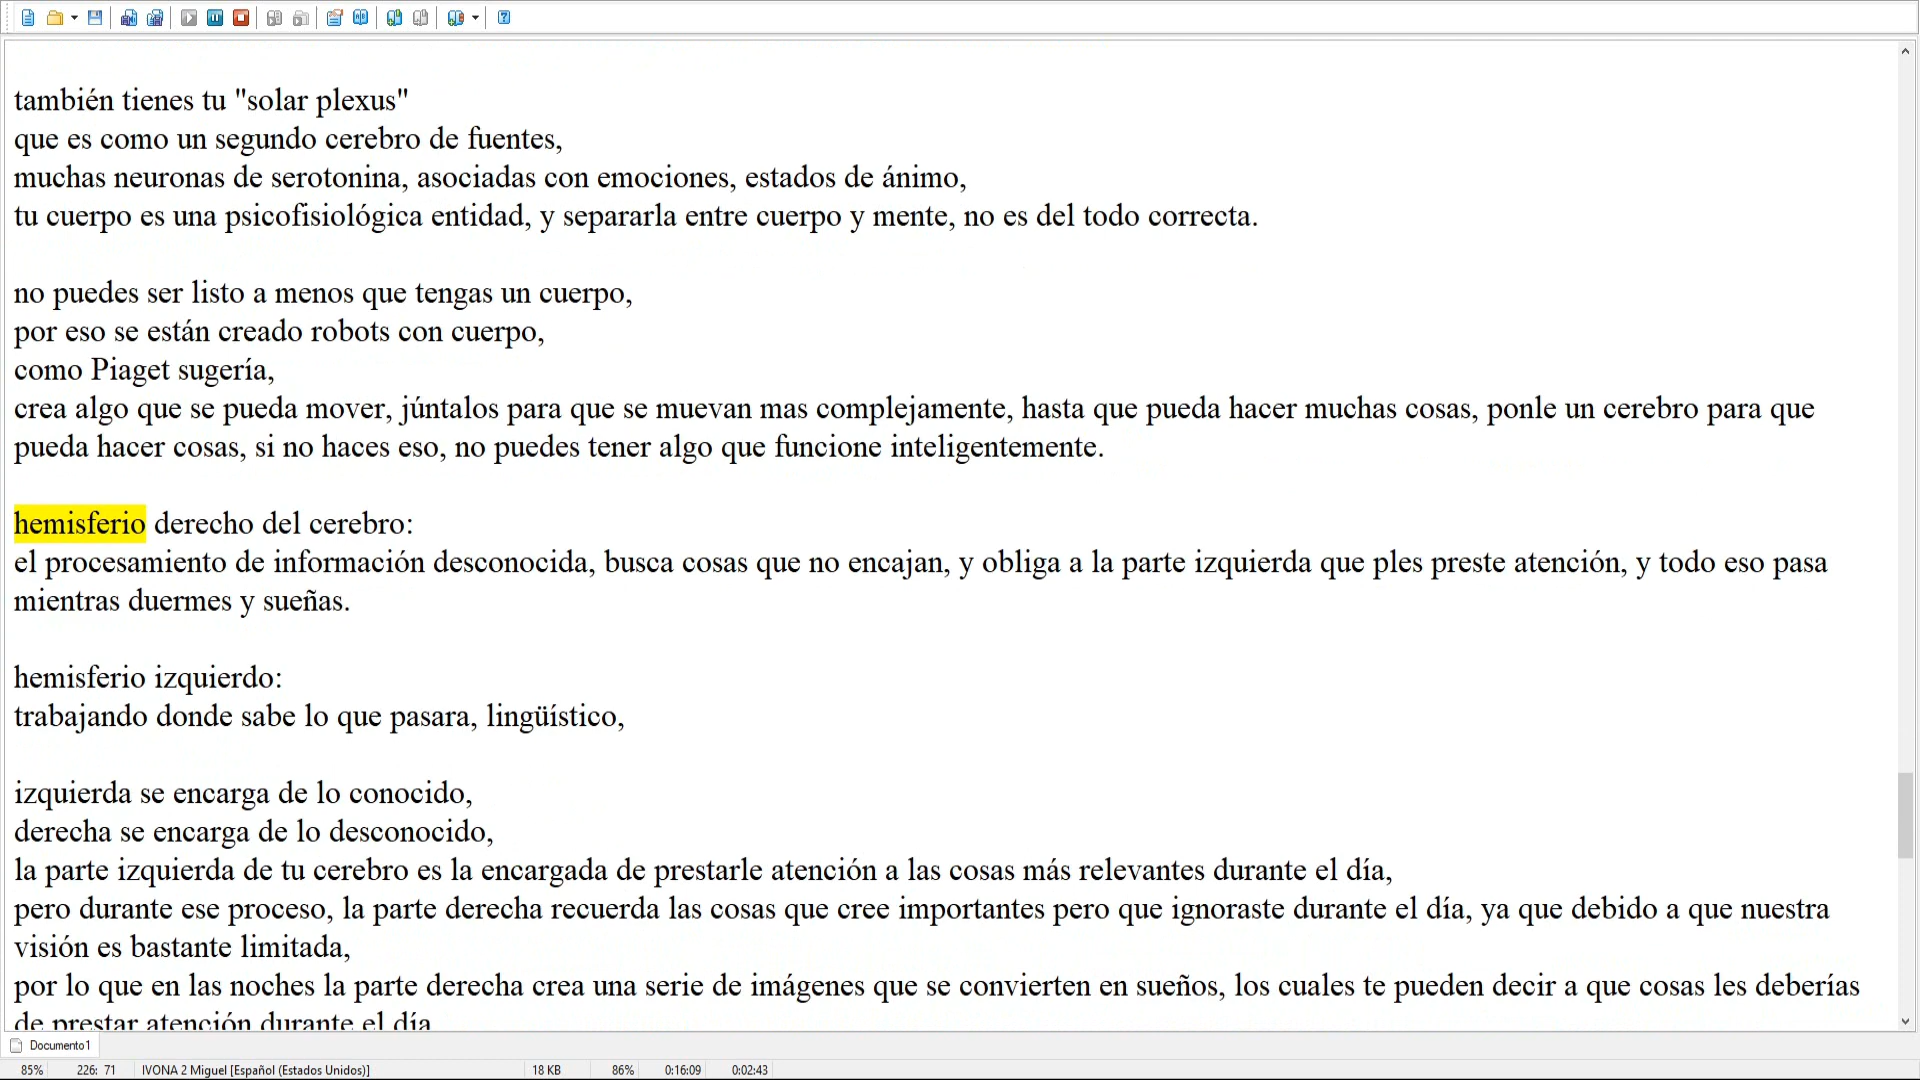 también tienes tu "solar plexus"
que es como un segundo cerebro de fuentes,
muchas neuronas de serotonina, asociadas con emociones, estados de ánimo,
tu cuerpo es una psicofisiológica entidad, y separarla entre cuerpo y mente, no es del todo correcta.
no puedes ser listo a menos que tengas un cuerpo,
por eso se están creado robots con cuerpo,
como Piaget sugería,
crea algo que se pueda mover, júntalos para que se muevan mas complejamente, hasta que pueda hacer muchas cosas, ponle un cerebro para que
pueda hacer cosas, si no haces eso, no puedes tener algo que funcione inteligentemente.
hemisferio derecho del cerebro:
el procesamiento de información desconocida, busca cosas que no encajan, y obliga a la parte izquierda que ples preste atención, y todo eso pasa
mientras duermes y sueñas.
hemisferio izquierdo:
trabajando donde sabe lo que pasara, lingüístico,
izquierda se encarga de lo conocido,
derecha se encarga de lo desconocido,
la parte izquierda de tu cerebro es la encargada de prestarle atención a las cosas más relevantes durante el día,
pero durante ese proceso, la parte derecha recuerda las cosas que cree importantes pero que ignoraste durante el día, ya que debido a que nuestra
visión es bastante limitada,
por lo que en las noches la parte derecha crea una serie de imágenes que se convierten en sueños, los cuales te pueden decir a que cosas les deberías
de prestar atención durante el día
Documento1
85% 226: 71 IVONA 2 Miguel [Español (Estados Unidos)] 18 KB 86% 0:16:09 0:02:43